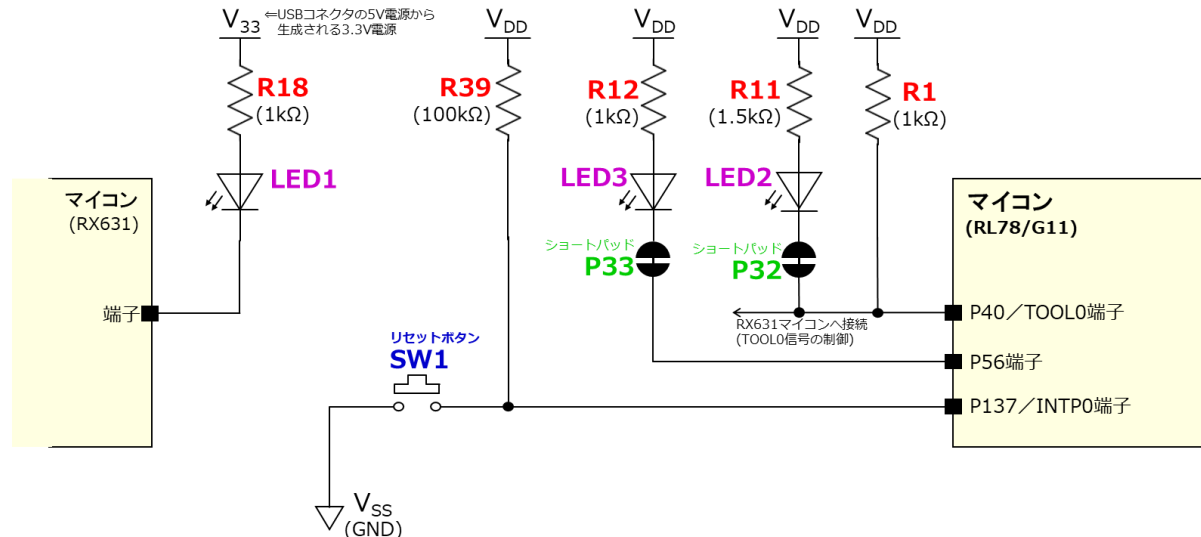 V33
⇐USBコネクタの5V電源から
生成される3.3V電源
VDD
VDD
VDD
VDD
R18
(1kΩ)
R39
(100kΩ)
R12
(1kΩ)
R11
(1.5kΩ)
R1
(1kΩ)
LED1
LED3
LED2
マイコン
(RX631)
端子
マイコン
(RL78/G11)
ショートパッド
P33
ショートパッド
P32
P40／TOOL0端子
RX631マイコンへ接続
(TOOL0信号の制御)
P56端子
リセットボタン
SW1
P137／INTP0端子
VSS
(GND)